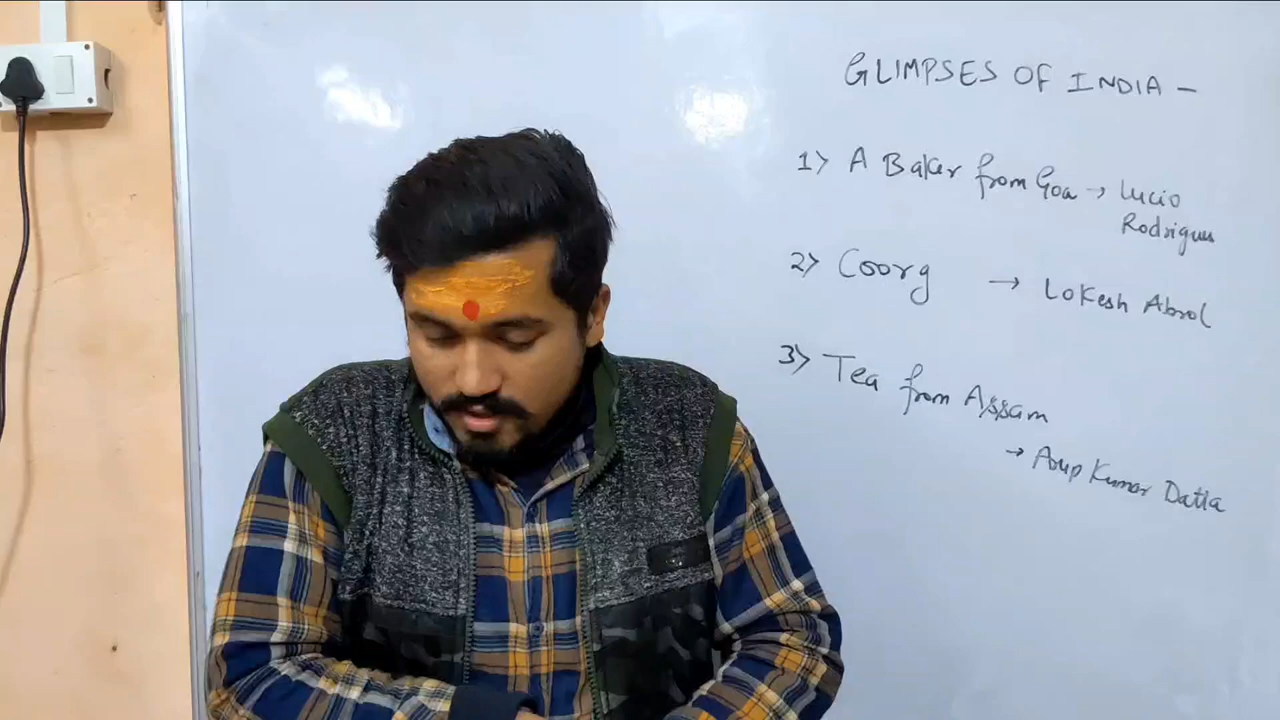 GLIMPSES OF INDIA -
1) A Baker from Goa → Lucio
Rodrigues
2) Coorg → Lokesh Abrol
3) Tea from Assam
→ Arup Kumar Datta